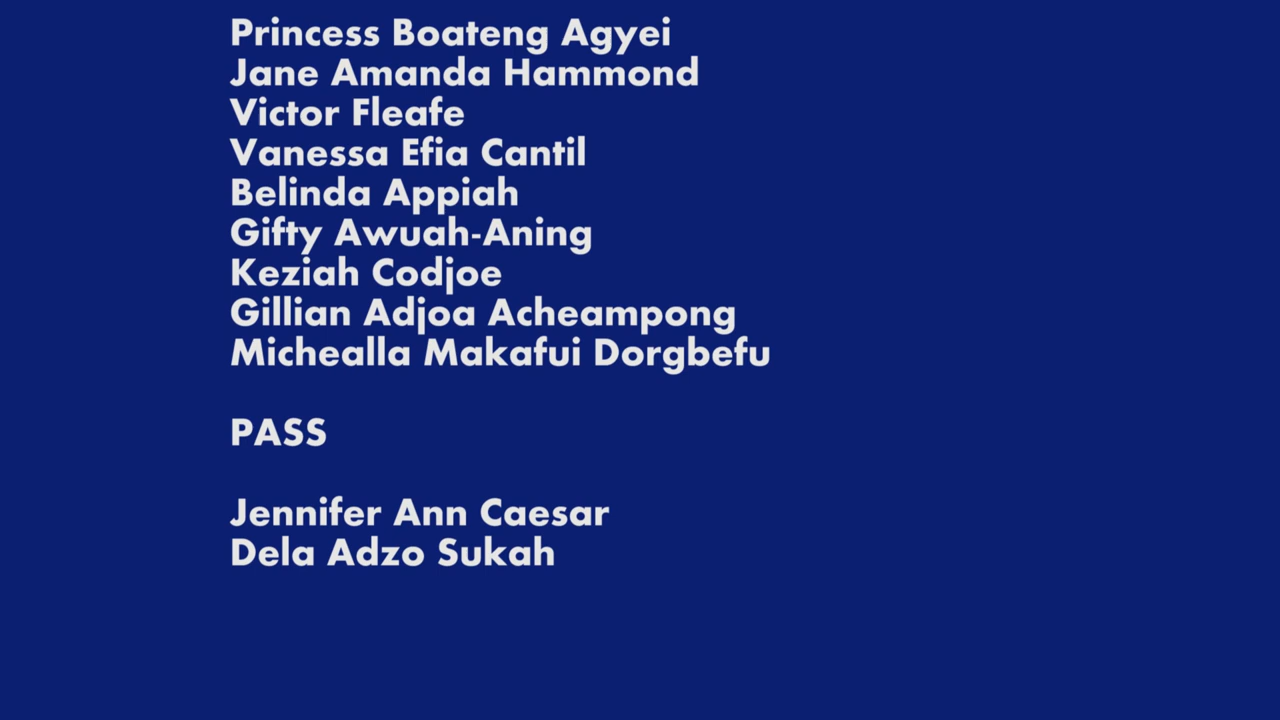 Princess Boateng Agyei
Jane Amanda Hammond
Victor Fleafe
Vanessa Efia Cantil
Belinda Appiah
Gifty Awuah-Aning
Keziah Codjoe
Gillian Adjoa Acheampong
Michealla Makafui Dorgbefu
PASS
Jennifer Ann Caesar
Dela Adzo Sukah